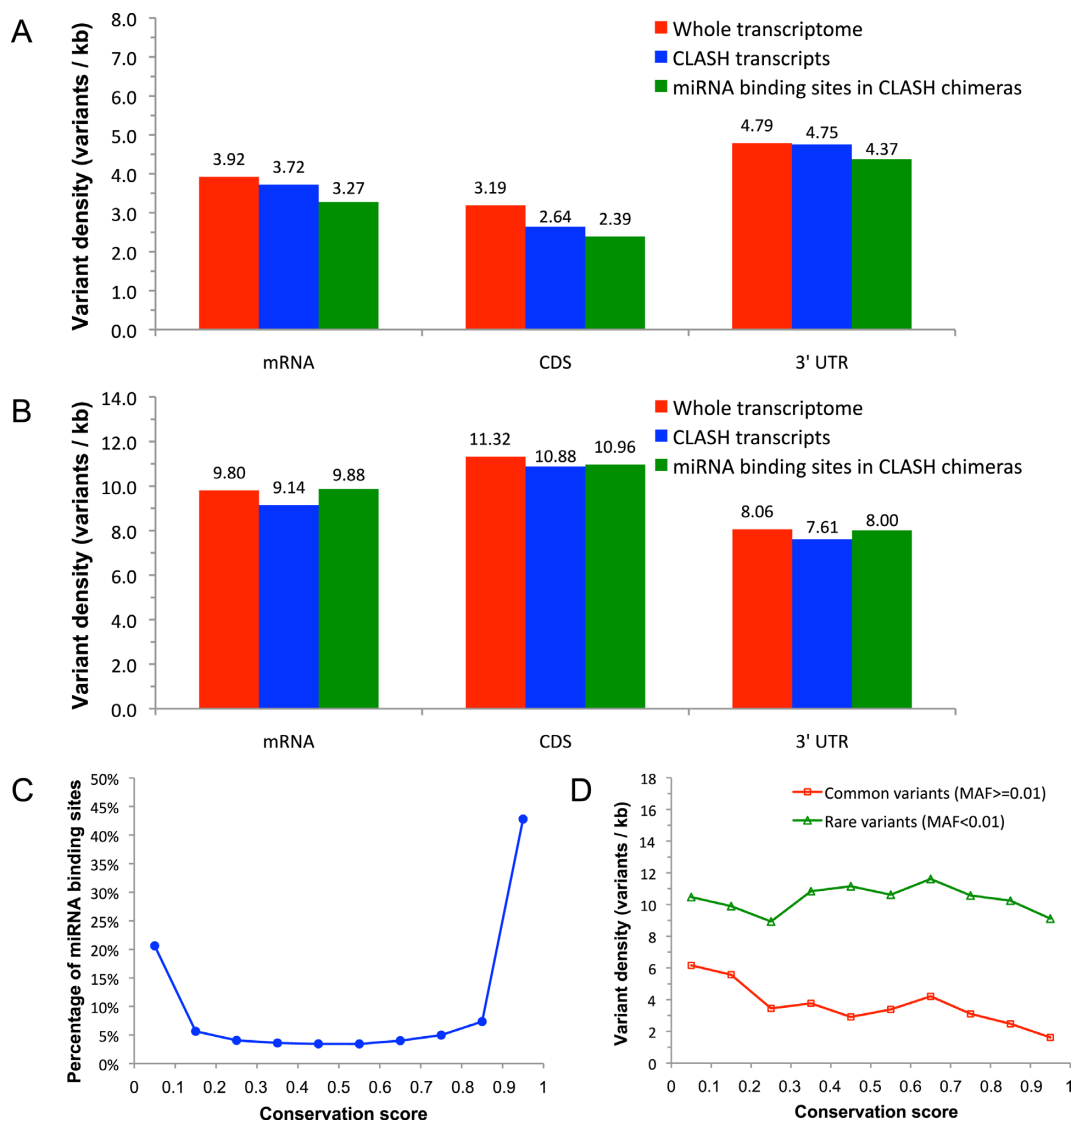 A
Variant density (variants / kb)
8.0
7.0
6.0
5.0
4.0
3.0
2.0
1.0
0.0
Whole transcriptome
CLASH transcripts
miRNA binding sites in CLASH chimeras
3.92
3.72
3.27
3.19
2.64
2.39
4.79
4.75
4.37
mRNA
CDS
3' UTR
B
Variant density (variants / kb)
14.0
12.0
10.0
8.0
6.0
4.0
2.0
0.0
Whole transcriptome
CLASH transcripts
miRNA binding sites in CLASH chimeras
9.80
9.14
9.88
11.32
10.88
10.96
8.06
7.61
8.00
mRNA
CDS
3' UTR
C
Percentage of miRNA binding sites
50%
45%
40%
35%
30%
25%
20%
15%
10%
5%
0%
0 0.1 0.2 0.3 0.4 0.5 0.6 0.7 0.8 0.9 1
Conservation score
D
Variant density (variants / kb)
18
16
14
12
10
8
6
4
2
0
Common variants (MAF>=0.01)
Rare variants (MAF<0.01)
0 0.1 0.2 0.3 0.4 0.5 0.6 0.7 0.8 0.9 1
Conservation score